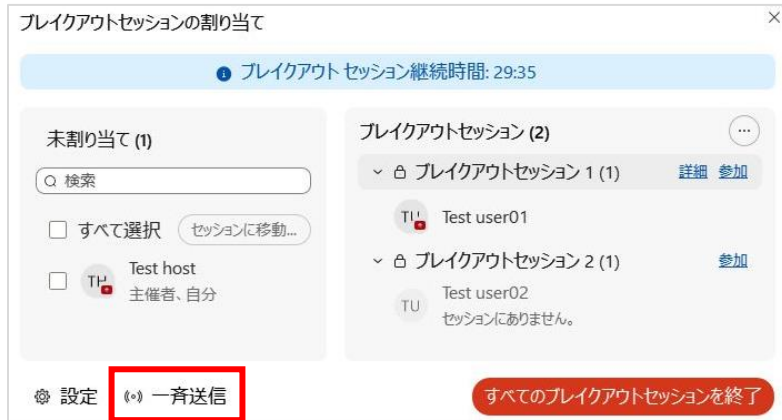 ブレイクアウトセッションの割り当て
ブレイクアウト セッション継続時間: 29:35
未割り当て (1)
検索
すべて選択 セッションに移動...
TH Test host
主催者、自分
ブレイクアウトセッション (2)
ブレイクアウトセッション 1 (1) 詳細 参加
TU Test user01
ブレイクアウトセッション 2 (1) 参加
TU Test user02
セッションにありません。
設定 一斉送信 すべてのブレイクアウトセッションを終了